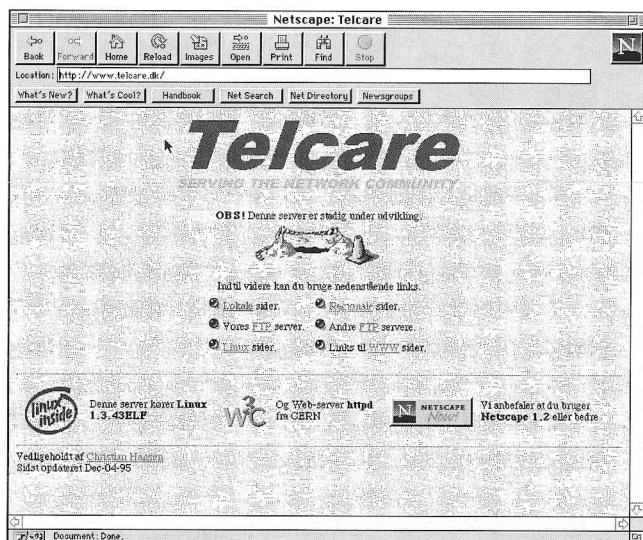 Netscape: Telcare
Back Forward Home Reload Images Open Print Find Stop
N
Location: http://www.telcare.dk/
What's New? What's Cool? Handbook Net Search Net Directory Newsgroups
Telcare
SERVING THE NETWORK COMMUNITY
OBS! Denne server er stadig under udvikling.
Indtil videre kan du bruge nedenstående links.
Lokale sider. Regionale sider.
Vores FTP server. Andre FTP servere.
Linux sider. Links til WWW sider.
linux inside Denne server kører Linux 1.3.43ELF
W3C Og Web-server httpd fra CERN
N NETSCAPE Now! Vi anbefaler at du bruger Netscape 1.2 eller bedre
Vedligeholdt af Christian Hansen
Sidst opdateret Dec-04-95
Document: Done.